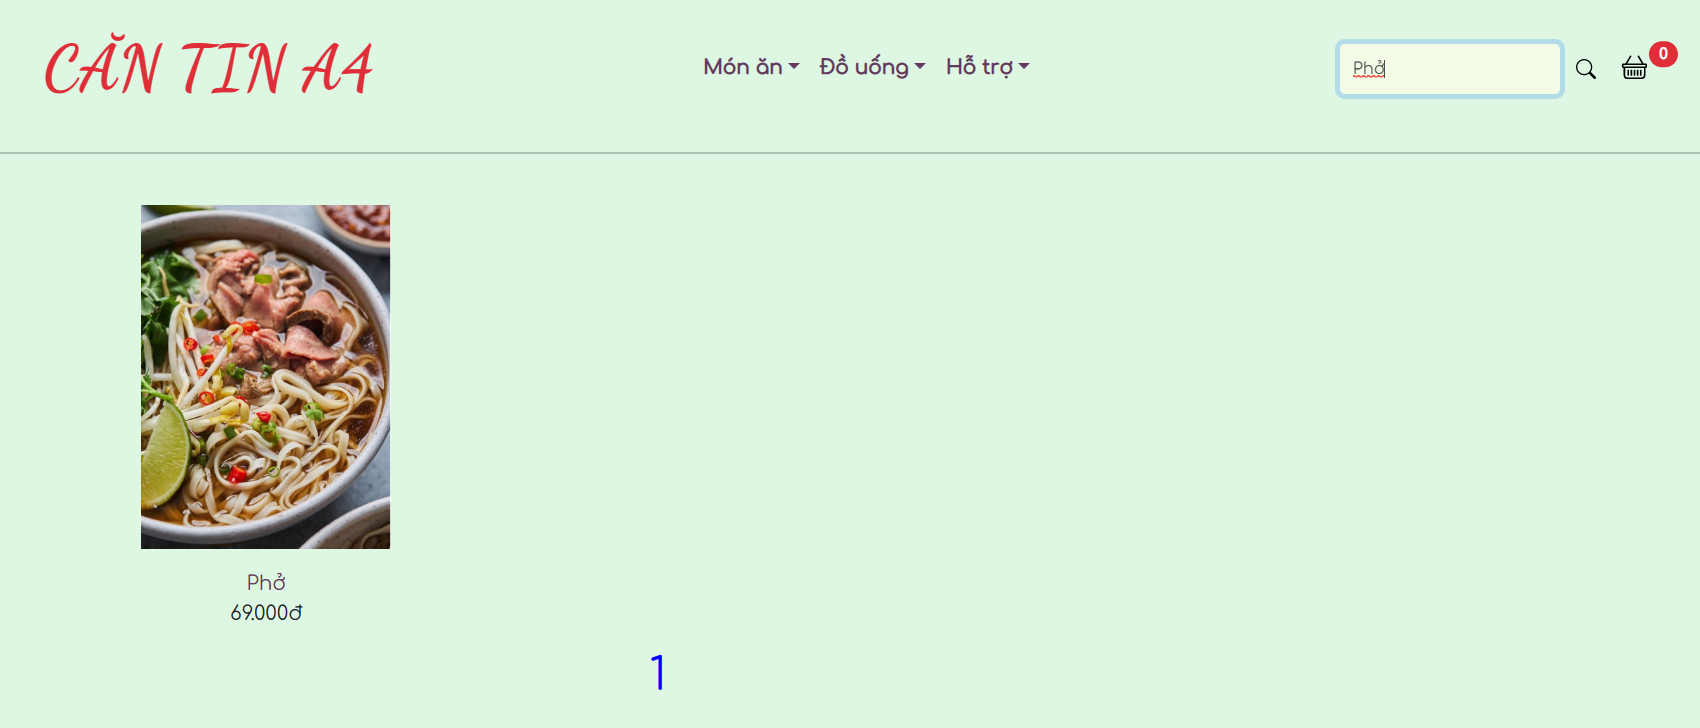 CĂN TIN A4
Món ăn Đồ uống Hỗ trợ
Phở
0
Phở
69.000đ
1